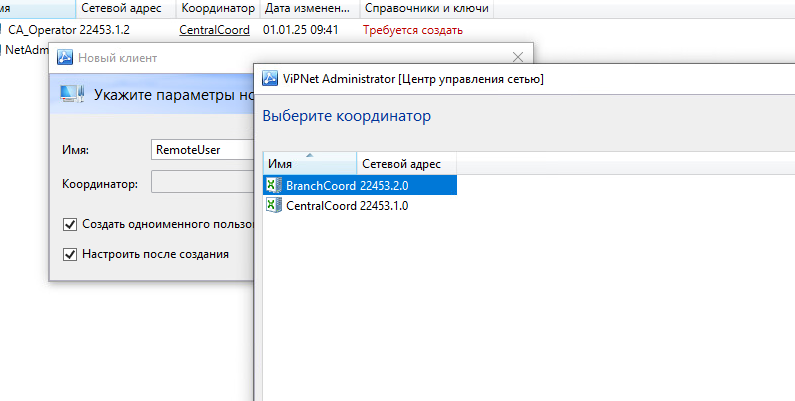 мя Сетевой адрес Координатор Дата изменен... Справочники и ключи
CA_Operator 22453.1.2 CentralCoord 01.01.25 09:41 Требуется создать
NetAdm
Новый клиент
Укажите параметры но
Имя: RemoteUser
Координатор:
Создать одноименного пользо
Настроить после создания
ViPNet Administrator [Центр управления сетью]
Выберите координатор
Имя Сетевой адрес
BranchCoord 22453.2.0
CentralCoord 22453.1.0